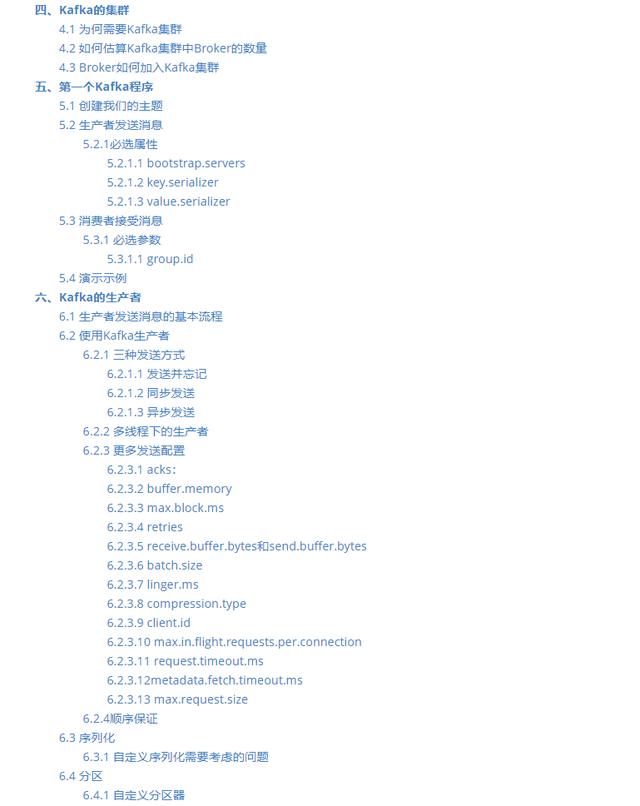 四、Kafka的集群
4.1 为何需要Kafka集群
4.2 如何估算Kafka集群中Broker的数量
4.3 Broker如何加入Kafka集群
五、第一个Kafka程序
5.1 创建我们的主题
5.2 生产者发送消息
5.2.1必选属性
5.2.1.1 bootstrap.servers
5.2.1.2 key.serializer
5.2.1.3 value.serializer
5.3 消费者接受消息
5.3.1 必选参数
5.3.1.1 group.id
5.4 演示示例
六、Kafka的生产者
6.1 生产者发送消息的基本流程
6.2 使用Kafka生产者
6.2.1 三种发送方式
6.2.1.1 发送并忘记
6.2.1.2 同步发送
6.2.1.3 异步发送
6.2.2 多线程下的生产者
6.2.3 更多发送配置
6.2.3.1 acks：
6.2.3.2 buffer.memory
6.2.3.3 max.block.ms
6.2.3.4 retries
6.2.3.5 receive.buffer.bytes和send.buffer.bytes
6.2.3.6 batch.size
6.2.3.7 linger.ms
6.2.3.8 compression.type
6.2.3.9 client.id
6.2.3.10 max.in.flight.requests.per.connection
6.2.3.11 request.timeout.ms
6.2.3.12metadata.fetch.timeout.ms
6.2.3.13 max.request.size
6.2.4顺序保证
6.3 序列化
6.3.1 自定义序列化需要考虑的问题
6.4 分区
6.4.1 自定义分区器